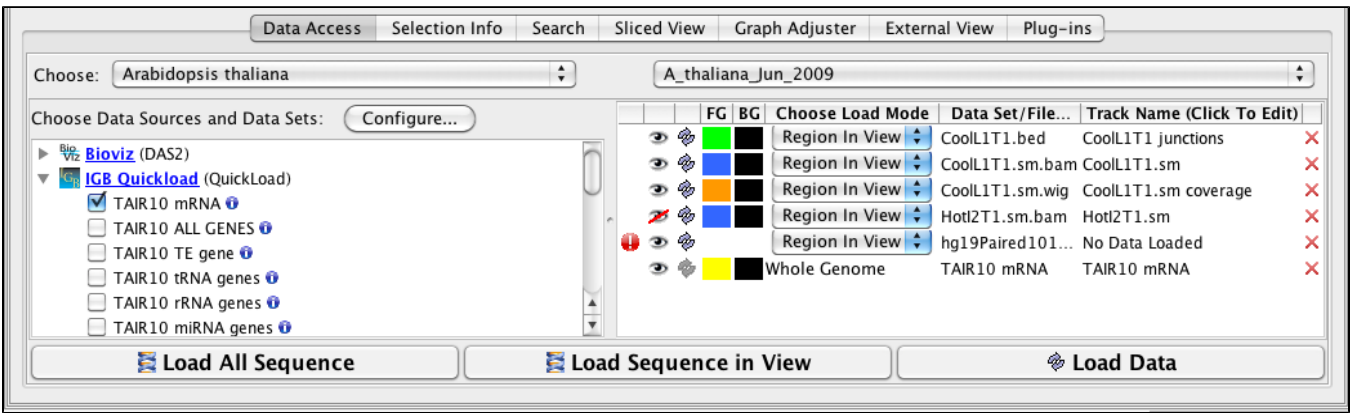 Data Access Selection Info Search Sliced View Graph Adjuster External View Plug-ins
Choose: Arabidopsis thaliana A_thaliana_Jun_2009
Choose Data Sources and Data Sets: Configure...
Bio Viz Bioviz (DAS2)
IGB Quickload (QuickLoad)
TAIR10 mRNA i
TAIR10 ALL GENES i
TAIR10 TE gene i
TAIR10 tRNA genes i
TAIR10 rRNA genes i
TAIR10 miRNA genes i
FG BG Choose Load Mode Data Set/File... Track Name (Click To Edit)
Region In View CoolL1T1.bed CoolL1T1 junctions
Region In View CoolL1T1.sm.bam CoolL1T1.sm
Region In View CoolL1T1.sm.wig CoolL1T1.sm coverage
Region In View HotI2T1.sm.bam HotI2T1.sm
! Region In View hg19Paired101... No Data Loaded
Whole Genome TAIR10 mRNA TAIR10 mRNA
Load All Sequence Load Sequence in View Load Data